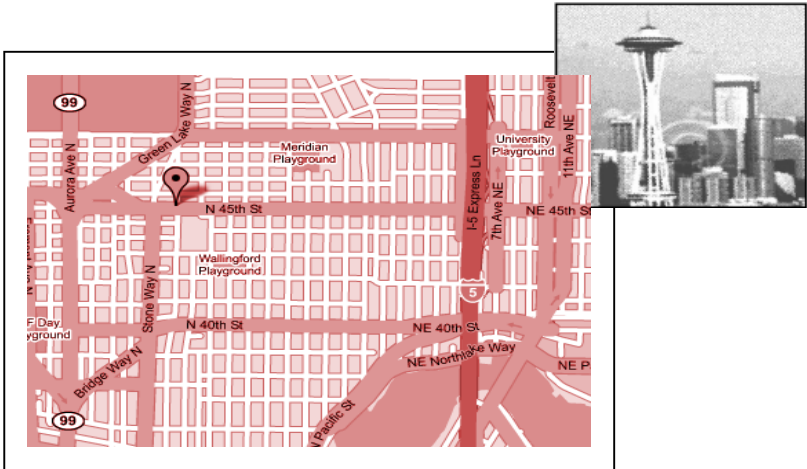 99
Green Lake Way N
Aurora Ave N
Meridian
Playground
University
Playground
Roosevelt
11th Ave NE
I-5 Express Ln
7th Ave NE
N 45th St
NE 45th St
Wallingford
Playground
Stone Way N
5
F Day
yground
N 40th St
NE 40th St
NE Northlake Way
NE P
Bridge Way N
N Pacific St
99